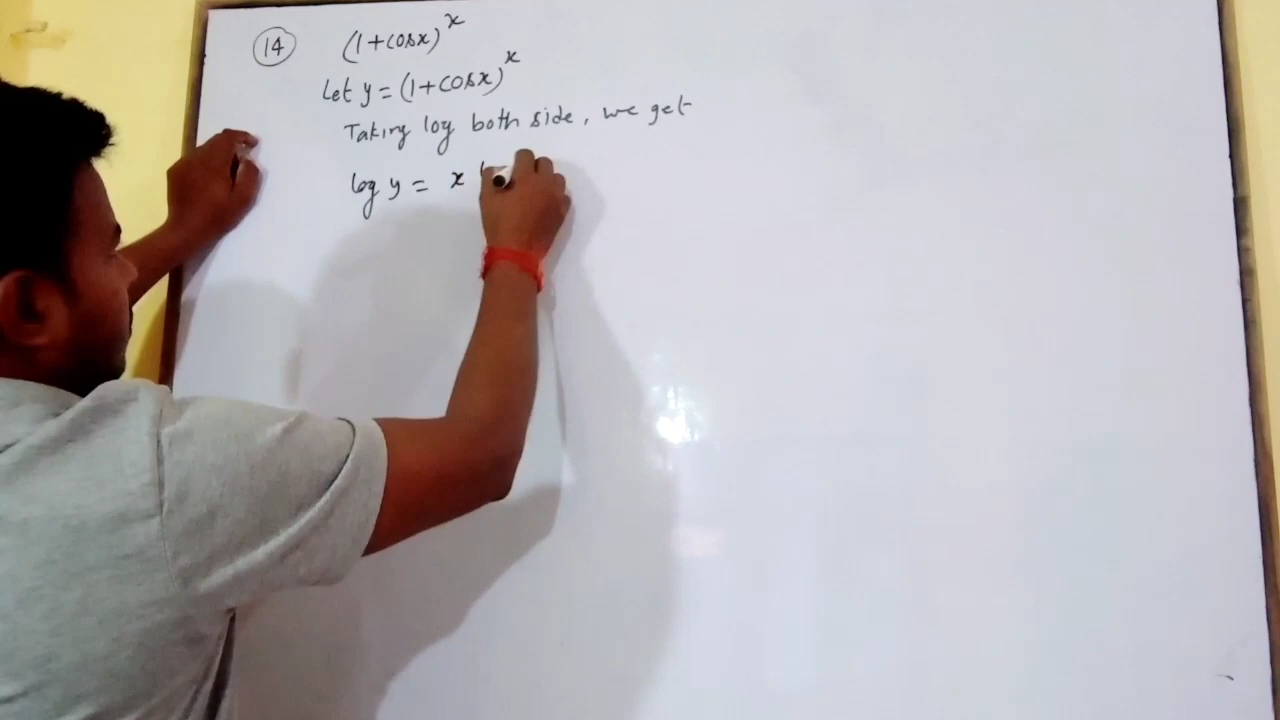 14 (1+cosx)^x
Let y = (1+cosx)^x
Taking log both side, we get
log y = x